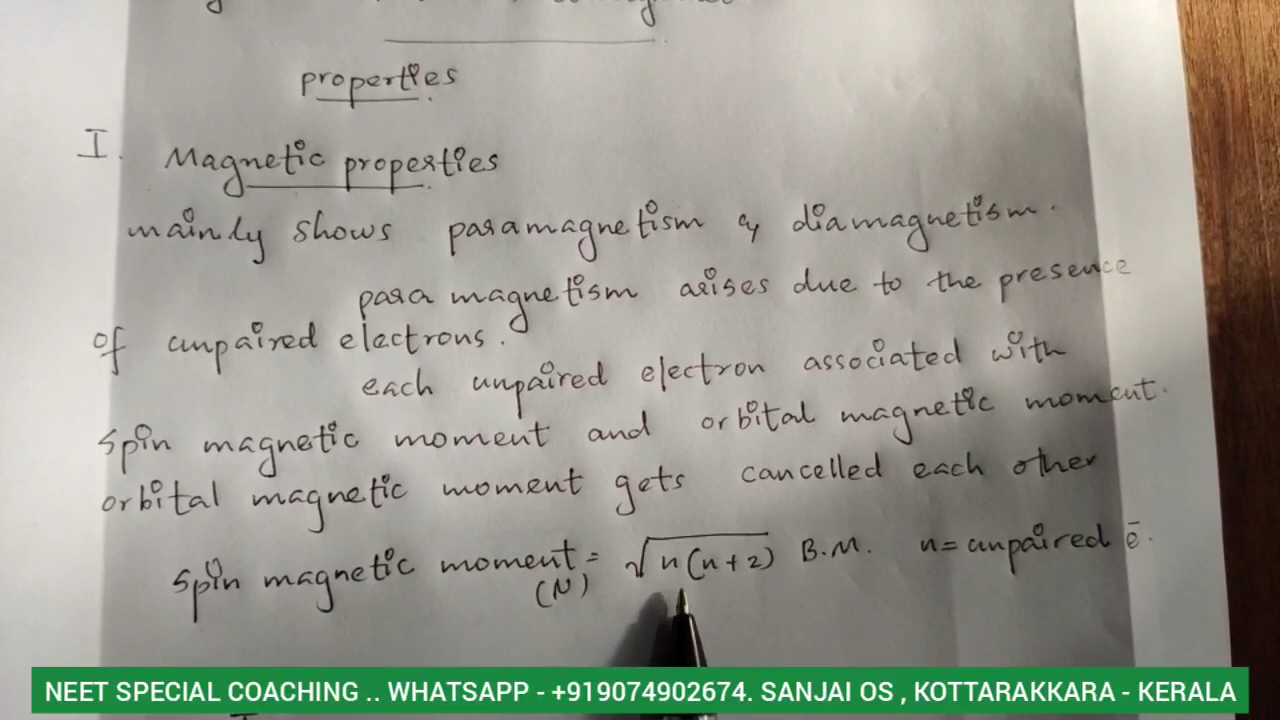 properties
I. Magnetic properties
mainly shows paramagnetism & diamagnetism.
para magnetism arises due to the presence
of unpaired electrons.
each unpaired electron associated with
spin magnetic moment and orbital magnetic moment.
orbital magnetic moment gets cancelled each other
spin magnetic moment = √n(n+2) B.M. n= unpaired ē.
(μ)
NEET SPECIAL COACHING .. WHATSAPP - +919074902674. SANJAI OS , KOTTARAKKARA - KERALA